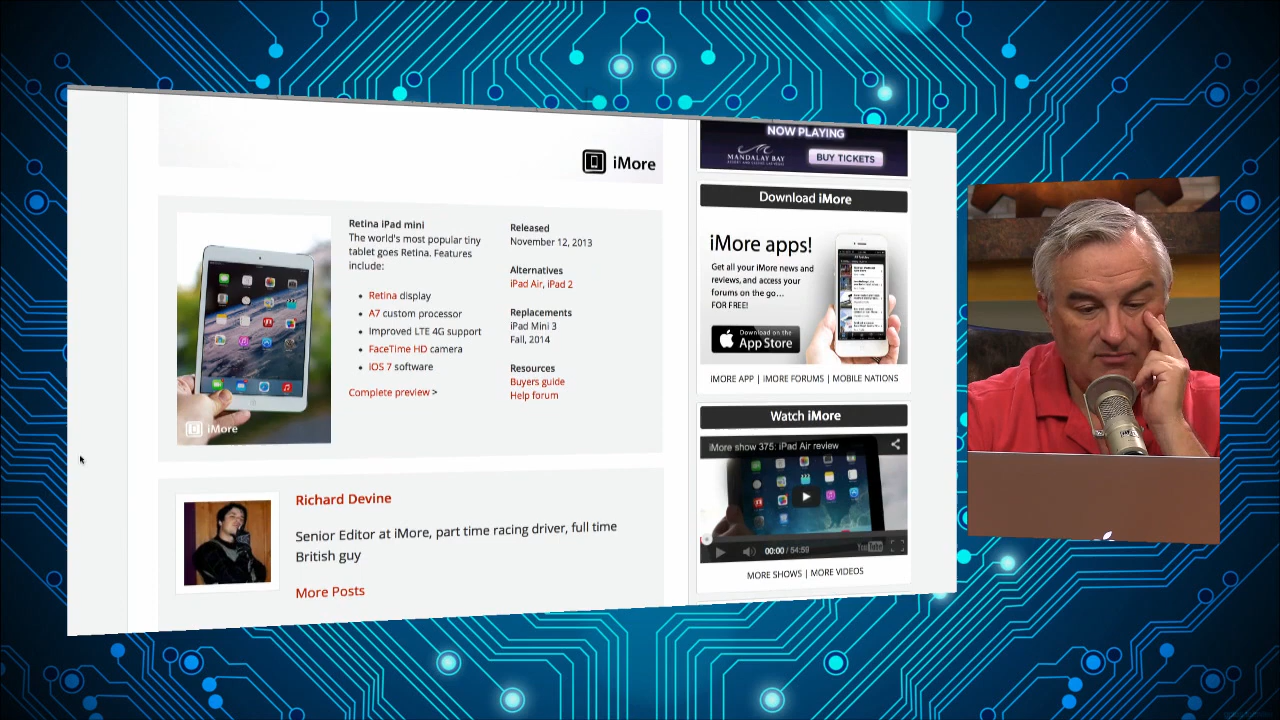 iMore
Retina iPad mini
The world's most popular tiny
tablet goes Retina. Features
include:
• Retina display
• A7 custom processor
• Improved LTE 4G support
• FaceTime HD camera
• iOS 7 software
Complete preview >
Released
November 12, 2013
Alternatives
iPad Air, iPad 2
Replacements
iPad Mini 3
Fall, 2014
Resources
Buyers guide
Help forum
iMore
Richard Devine
Senior Editor at iMore, part time racing driver, full time
British guy
More Posts
NOW PLAYING
MANDALAY BAY
BUY TICKETS
Download iMore
iMore apps!
Get all your iMore news and
reviews, and access your
forums on the go...
FOR FREE!
Download on the
App Store
iMORE APP | IMORE FORUMS | MOBILE NATIONS
Watch iMore
iMore show 375: iPad Air review
00:00 / 54:59
YouTube
MORE SHOWS | MORE VIDEOS